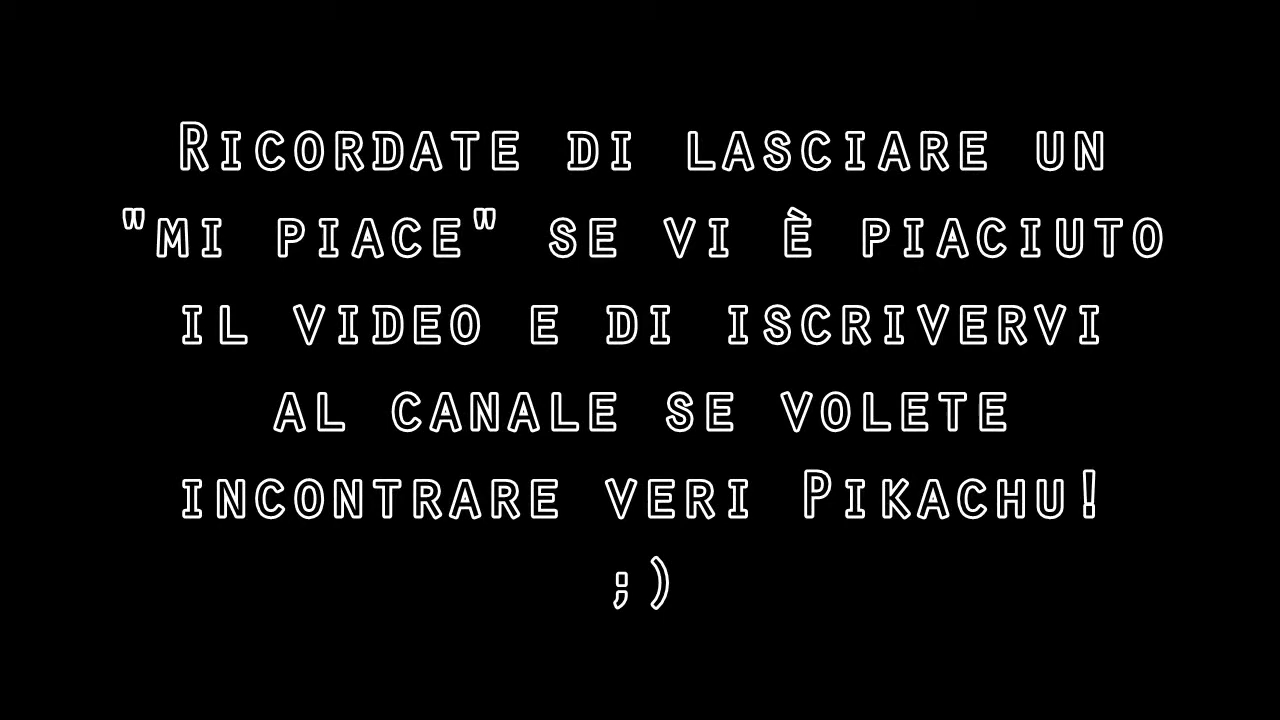 Ricordate di lasciare un
"mi piace" se vi è piaciuto
il video e di iscrivervi
al canale se volete
incontrare veri Pikachu!
;)